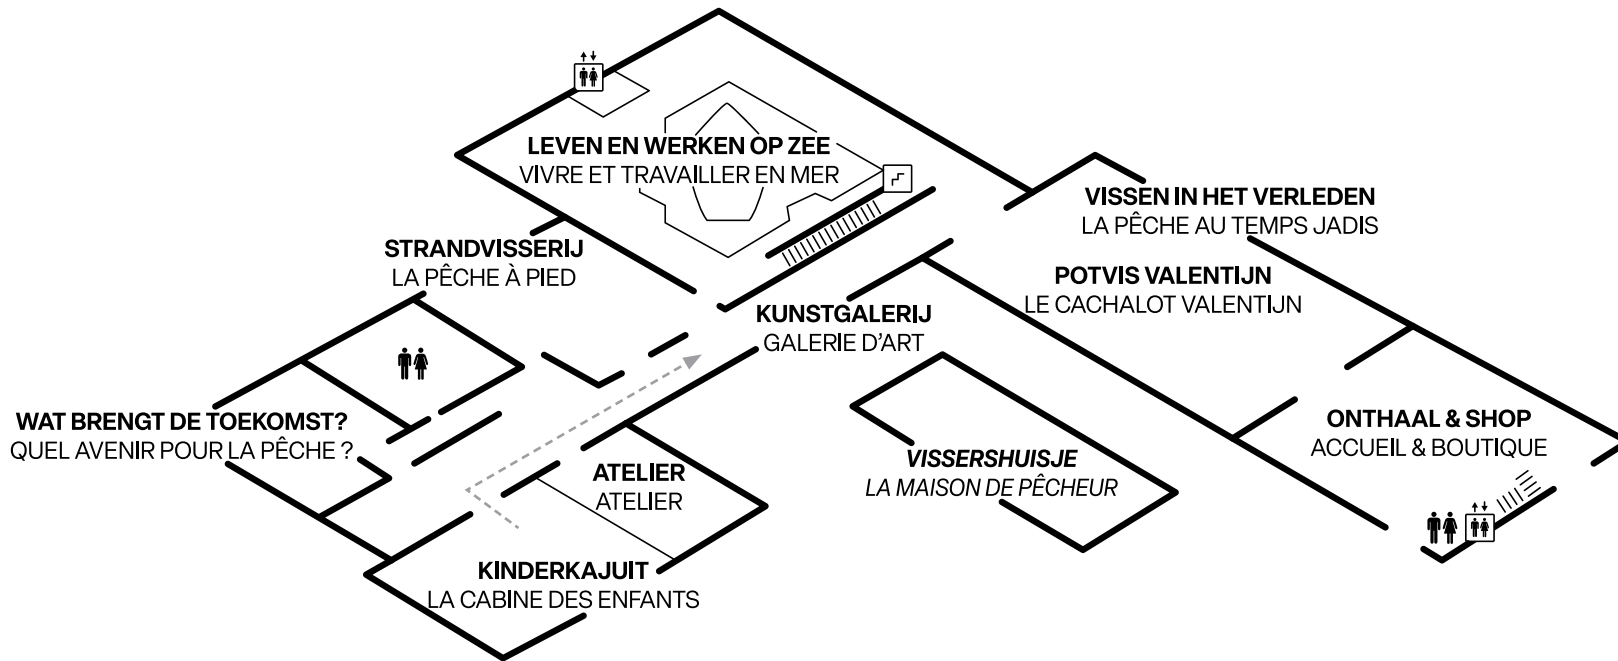 LEVEN EN WERKEN OP ZEE
VIVRE ET TRAVAILLER EN MER
VISSEN IN HET VERLEDEN
LA PÊCHE AU TEMPS JADIS
STRANDVISSERIJ
LA PÊCHE À PIED
POTVIS VALENTIJN
LE CACHALOT VALENTIJN
KUNSTGALERIJ
GALERIE D'ART
WAT BRENGT DE TOEKOMST?
QUEL AVENIR POUR LA PÊCHE ?
ONTHAAL & SHOP
ACCUEIL & BOUTIQUE
VISSERSHUISJE
LA MAISON DE PÊCHEUR
ATELIER
ATELIER
KINDERKAJUIT
LA CABINE DES ENFANTS